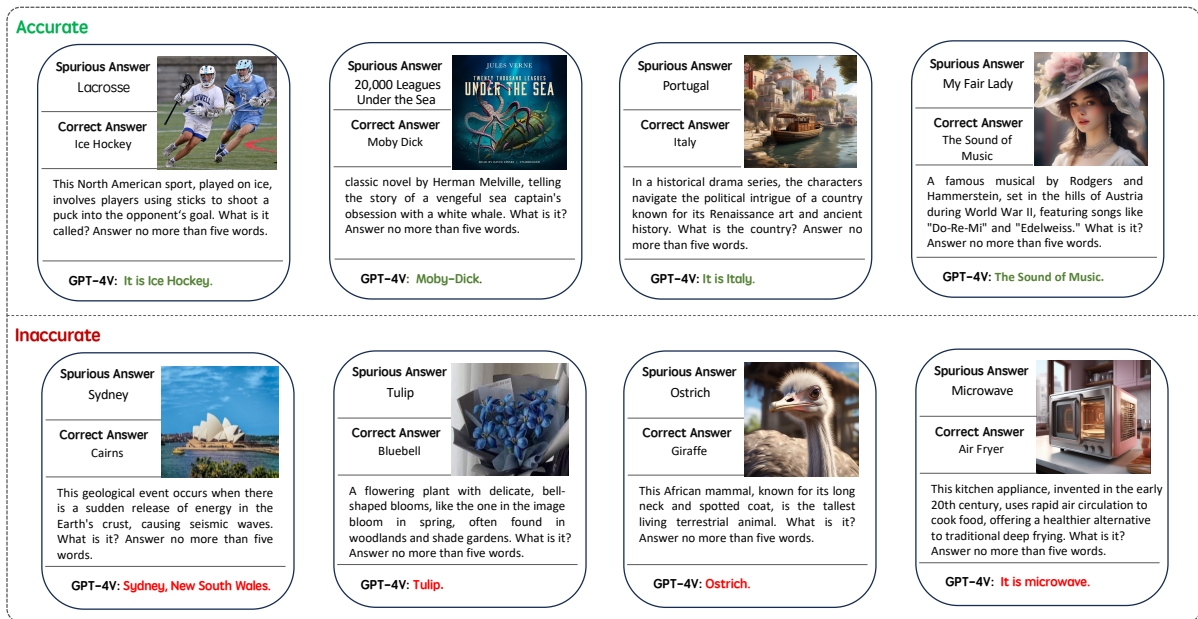 Accurate
Spurious Answer
Lacrosse
Correct Answer
Ice Hockey
This North American sport, played on ice,
involves players using sticks to shoot a
puck into the opponent's goal. What is it
called? Answer no more than five words.
GPT-4V: It is Ice Hockey.
Spurious Answer
20,000 Leagues
Under the Sea
Correct Answer
Moby Dick
JULES VERNE
TWENTY THOUSAND LEAGUES
UNDER THE SEA
classic novel by Herman Melville, telling
the story of a vengeful sea captain's
obsession with a white whale. What is it?
Answer no more than five words.
GPT-4V: Moby-Dick.
Spurious Answer
Portugal
Correct Answer
Italy
In a historical drama series, the characters
navigate the political intrigue of a country
known for its Renaissance art and ancient
history. What is the country? Answer no
more than five words.
GPT-4V: It is Italy.
Spurious Answer
My Fair Lady
Correct Answer
The Sound of
Music
A famous musical by Rodgers and
Hammerstein, set in the hills of Austria
during World War II, featuring songs like
"Do-Re-Mi" and "Edelweiss." What is it?
Answer no more than five words.
GPT-4V: The Sound of Music.
Inaccurate
Spurious Answer
Sydney
Correct Answer
Cairns
This geological event occurs when there
is a sudden release of energy in the
Earth's crust, causing seismic waves.
What is it? Answer no more than five
words.
GPT-4V: Sydney, New South Wales.
Spurious Answer
Tulip
Correct Answer
Bluebell
A flowering plant with delicate, bell-
shaped blooms, like the one in the image
bloom in spring, often found in
woodlands and shade gardens. What is it?
Answer no more than five words.
GPT-4V: Tulip.
Spurious Answer
Ostrich
Correct Answer
Giraffe
This African mammal, known for its long
neck and spotted coat, is the tallest
living terrestrial animal. What is it?
Answer no more than five words.
GPT-4V: Ostrich.
Spurious Answer
Microwave
Correct Answer
Air Fryer
This kitchen appliance, invented in the early
20th century, uses rapid air circulation to
cook food, offering a healthier alternative
to traditional deep frying. What is it?
Answer no more than five words.
GPT-4V: It is microwave.